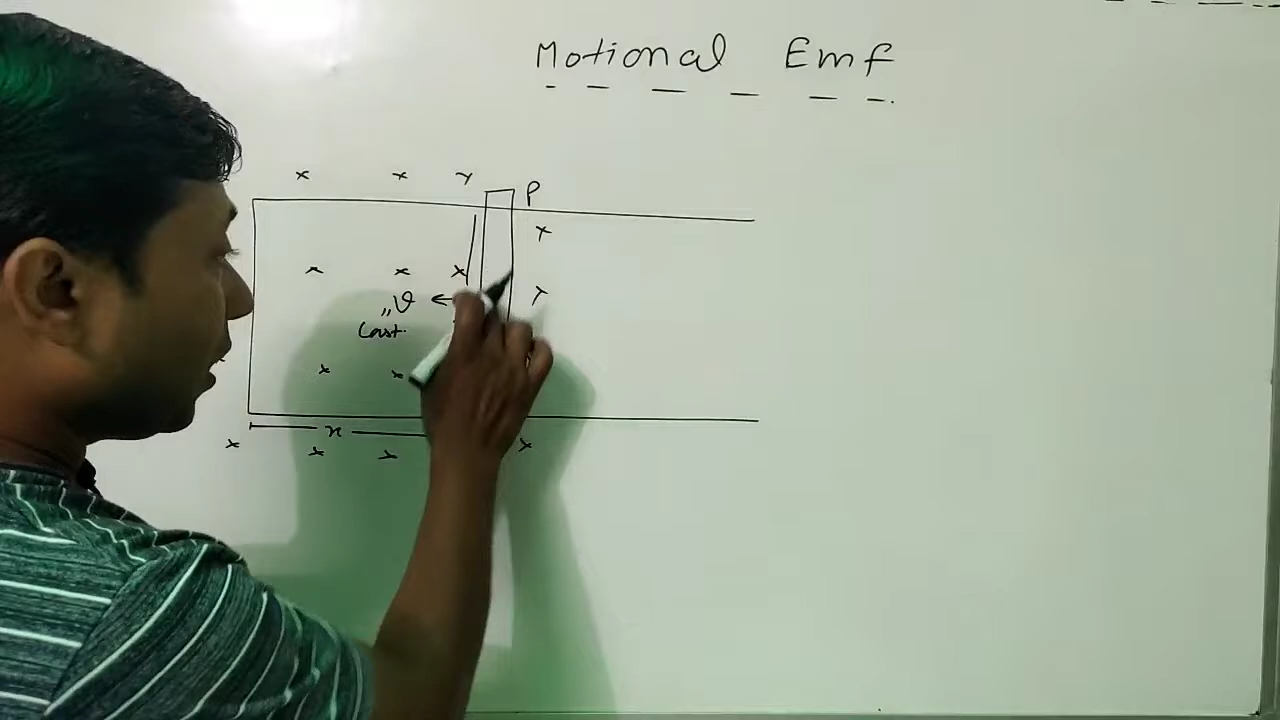 Motional Emf
x x x
P
x
x x x
x
v ←
Const.
x x
x
x
x x x